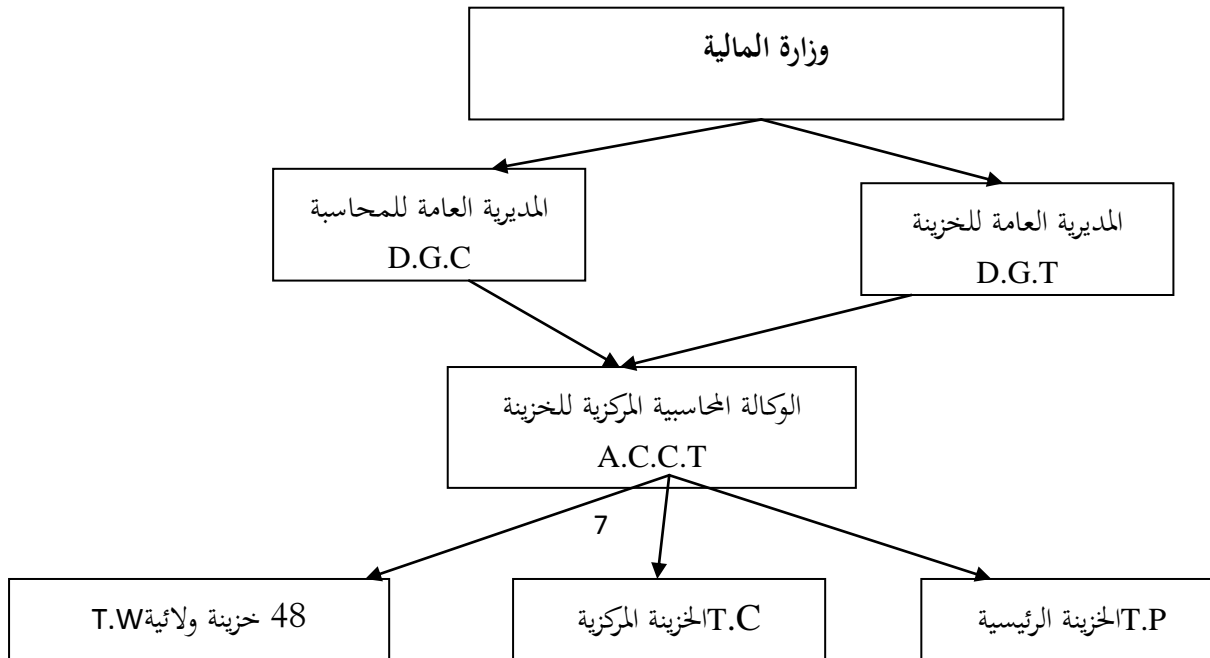 وزارة المالية
المديرية العامة للخزينة
D.G.T
المديرية العامة للمحاسبة
D.G.C
الوكالة المحاسبية المركزية للخزينة
A.C.C.T
7
T.Pالخزينة الرئيسية
T.Cالخزينة المركزية
48 خزينة ولائيةT.W